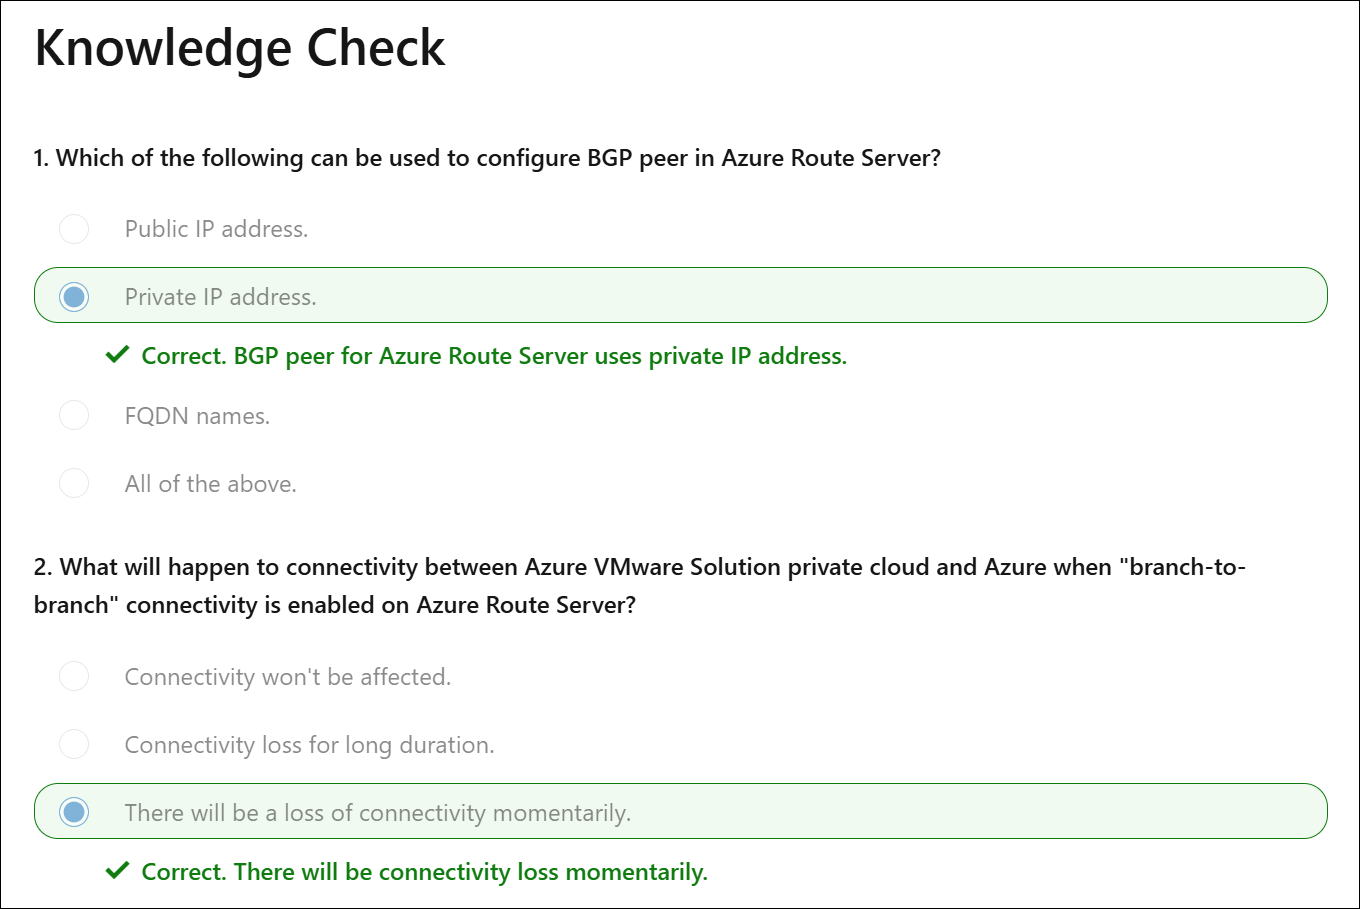 Knowledge Check
1. Which of the following can be used to configure BGP peer in Azure Route Server?
Public IP address.
Private IP address.
Correct. BGP peer for Azure Route Server uses private IP address.
FQDN names.
All of the above.
2. What will happen to connectivity between Azure VMware Solution private cloud and Azure when "branch-to-
branch" connectivity is enabled on Azure Route Server?
Connectivity won't be affected.
Connectivity loss for long duration.
There will be a loss of connectivity momentarily.
Correct. There will be connectivity loss momentarily.